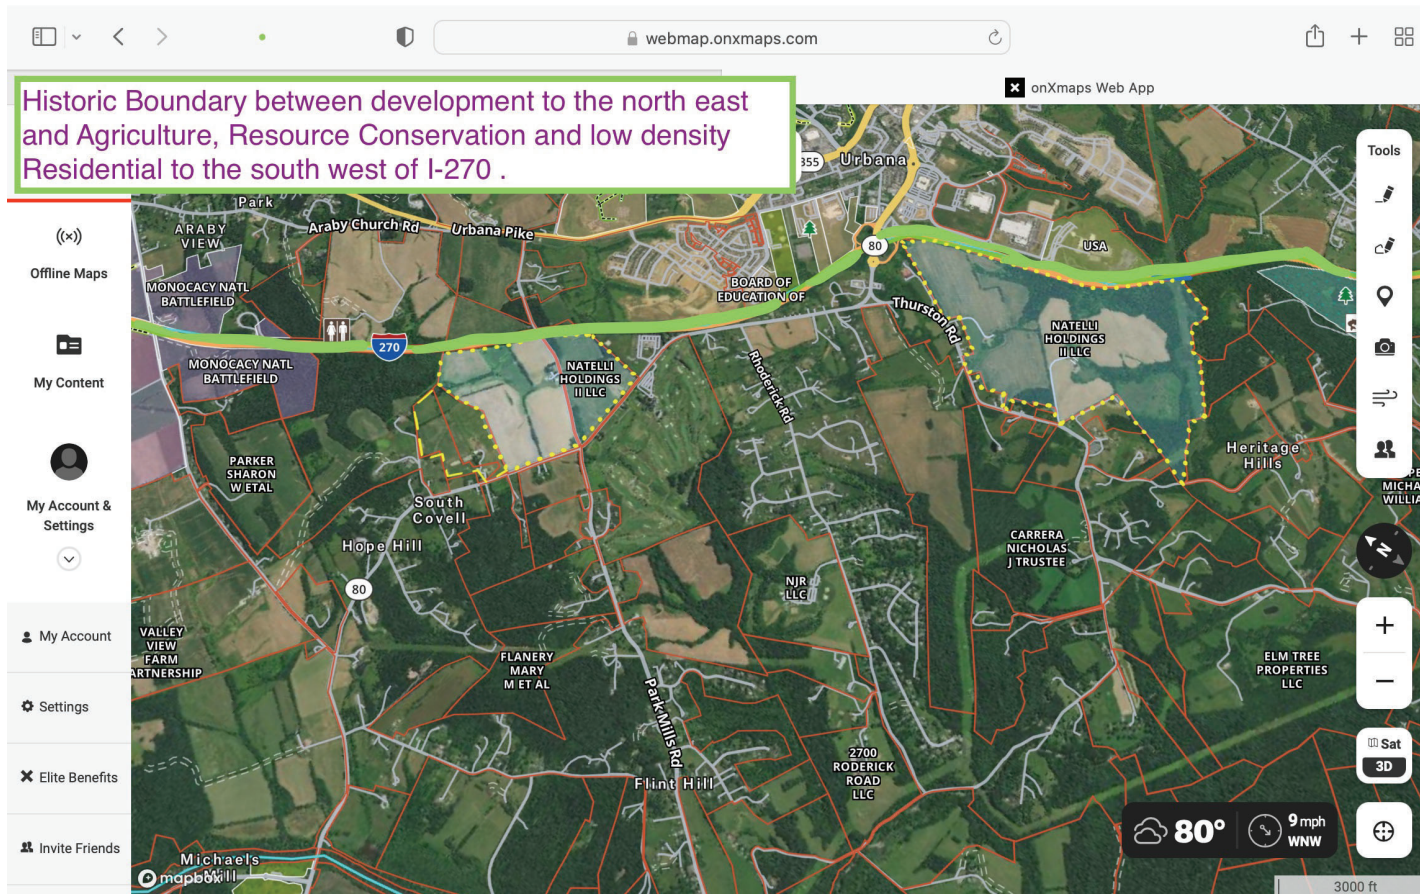 webmap.onxmaps.com
onXmaps Web App
Historic Boundary between development to the north east
and Agriculture, Resource Conservation and low density
Residential to the south west of I-270 .
Tools
355
Urbana
Park
Araby Church Rd
Urbana Pike
ARABY
VIEW
80
USA
Offline Maps
MONOCACY NATL
BATTLEFIELD
BOARD OF
EDUCATION OF
Thurston Rd
NATELLI
HOLDINGS
II LLC
270
MONOCACY NATL
BATTLEFIELD
NATELLI
HOLDINGS
II LLC
Rhoderick Rd
My Content
PARKER
SHARON
W ETAL
Heritage
Hills
MICHA
WILLIA
My Account &
Settings
South
Covell
Hope Hill
CARRERA
NICHOLAS
J TRUSTEE
N
80
NJR
LLC
My Account
VALLEY
VIEW
FARM
ARTNERSHIP
FLANERY
MARY
M ET AL
Park Mills Rd
ELM TREE
PROPERTIES
LLC
Settings
Sat
3D
2700
RODERICK
ROAD
LLC
Elite Benefits
Flint Hill
80°
9 mph
WNW
Invite Friends
Michaels
Mill
mapbox
3000 ft